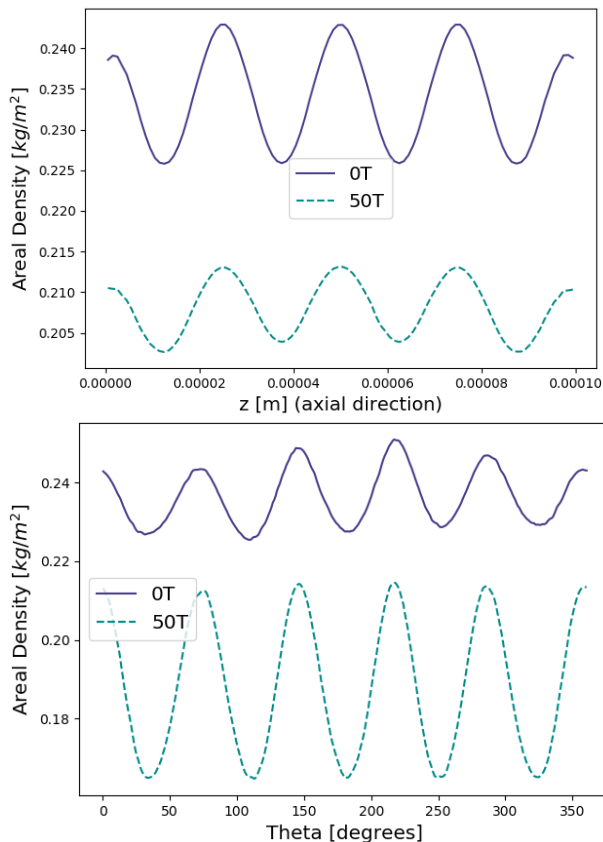 Areal Density [kg/m²]
0.240
0.235
0.230
0.225
0.220
0.215
0.210
0.205
0T
50T
0.00000 0.00002 0.00004 0.00006 0.00008 0.00010
z [m] (axial direction)
Areal Density [kg/m²]
0.24
0.22
0.20
0.18
0T
50T
0 50 100 150 200 250 300 350
Theta [degrees]